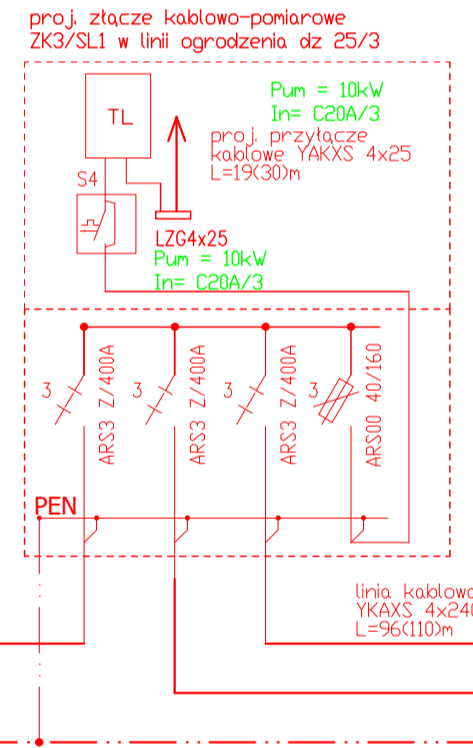 proj. złącze kablowo-pomiarowe
ZK3/SL1 w linii ogrodzenia dz 25/3
Pum = 10kW
In= C20A/3
TL
proj. przyłącze
kablowe YAKXS 4x25
L=19(30)m
S4
LZG4x25
Pum = 10kW
In= C20A/3
3
ARS3 Z/400A
3
ARS3 Z/400A
3
ARS3 Z/400A
3
ARS00 40/160
PEN
linia kablowo
YKAXS 4x240
L=96(110)m